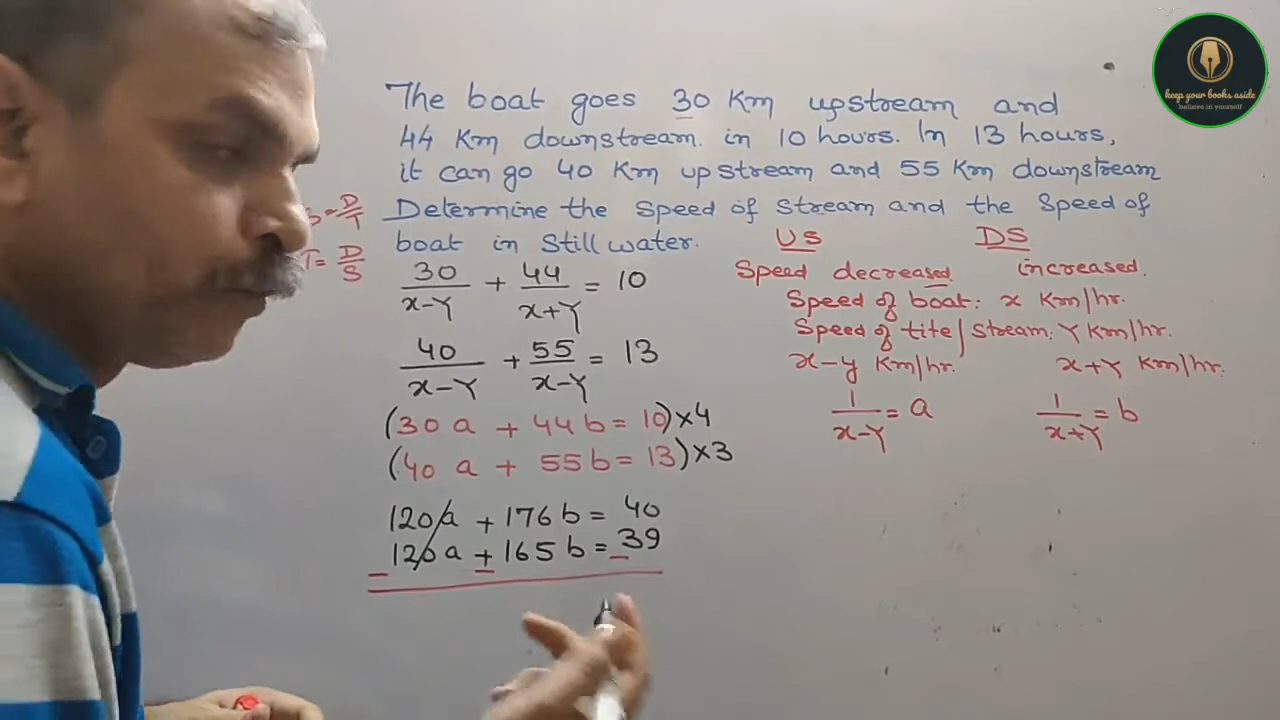 keep your books aside
believe in yourself
The boat goes 30 Km upstream and
44 Km downstream. in 10 hours. In 13 hours,
it can go 40 Km upstream and 55 Km downstream
Determine the Speed of Stream and the Speed of
boat in Still water.
= D/T
T = D/S
US DS
Speed decreased increased.
Speed of boat: x Km/hr.
Speed of tite/Stream: Y Km/hr.
x-y Km/hr. x+Y Km/hr.
1/(x-Y) = a 1/(x+Y) = b
30/(x-Y) + 44/(x+Y) = 10
40/(x-Y) + 55/(x-Y) = 13
(30 a + 44 b = 10)×4
(40 a + 55 b = 13)×3
120 a + 176 b = 40
120 a + 165 b = 39